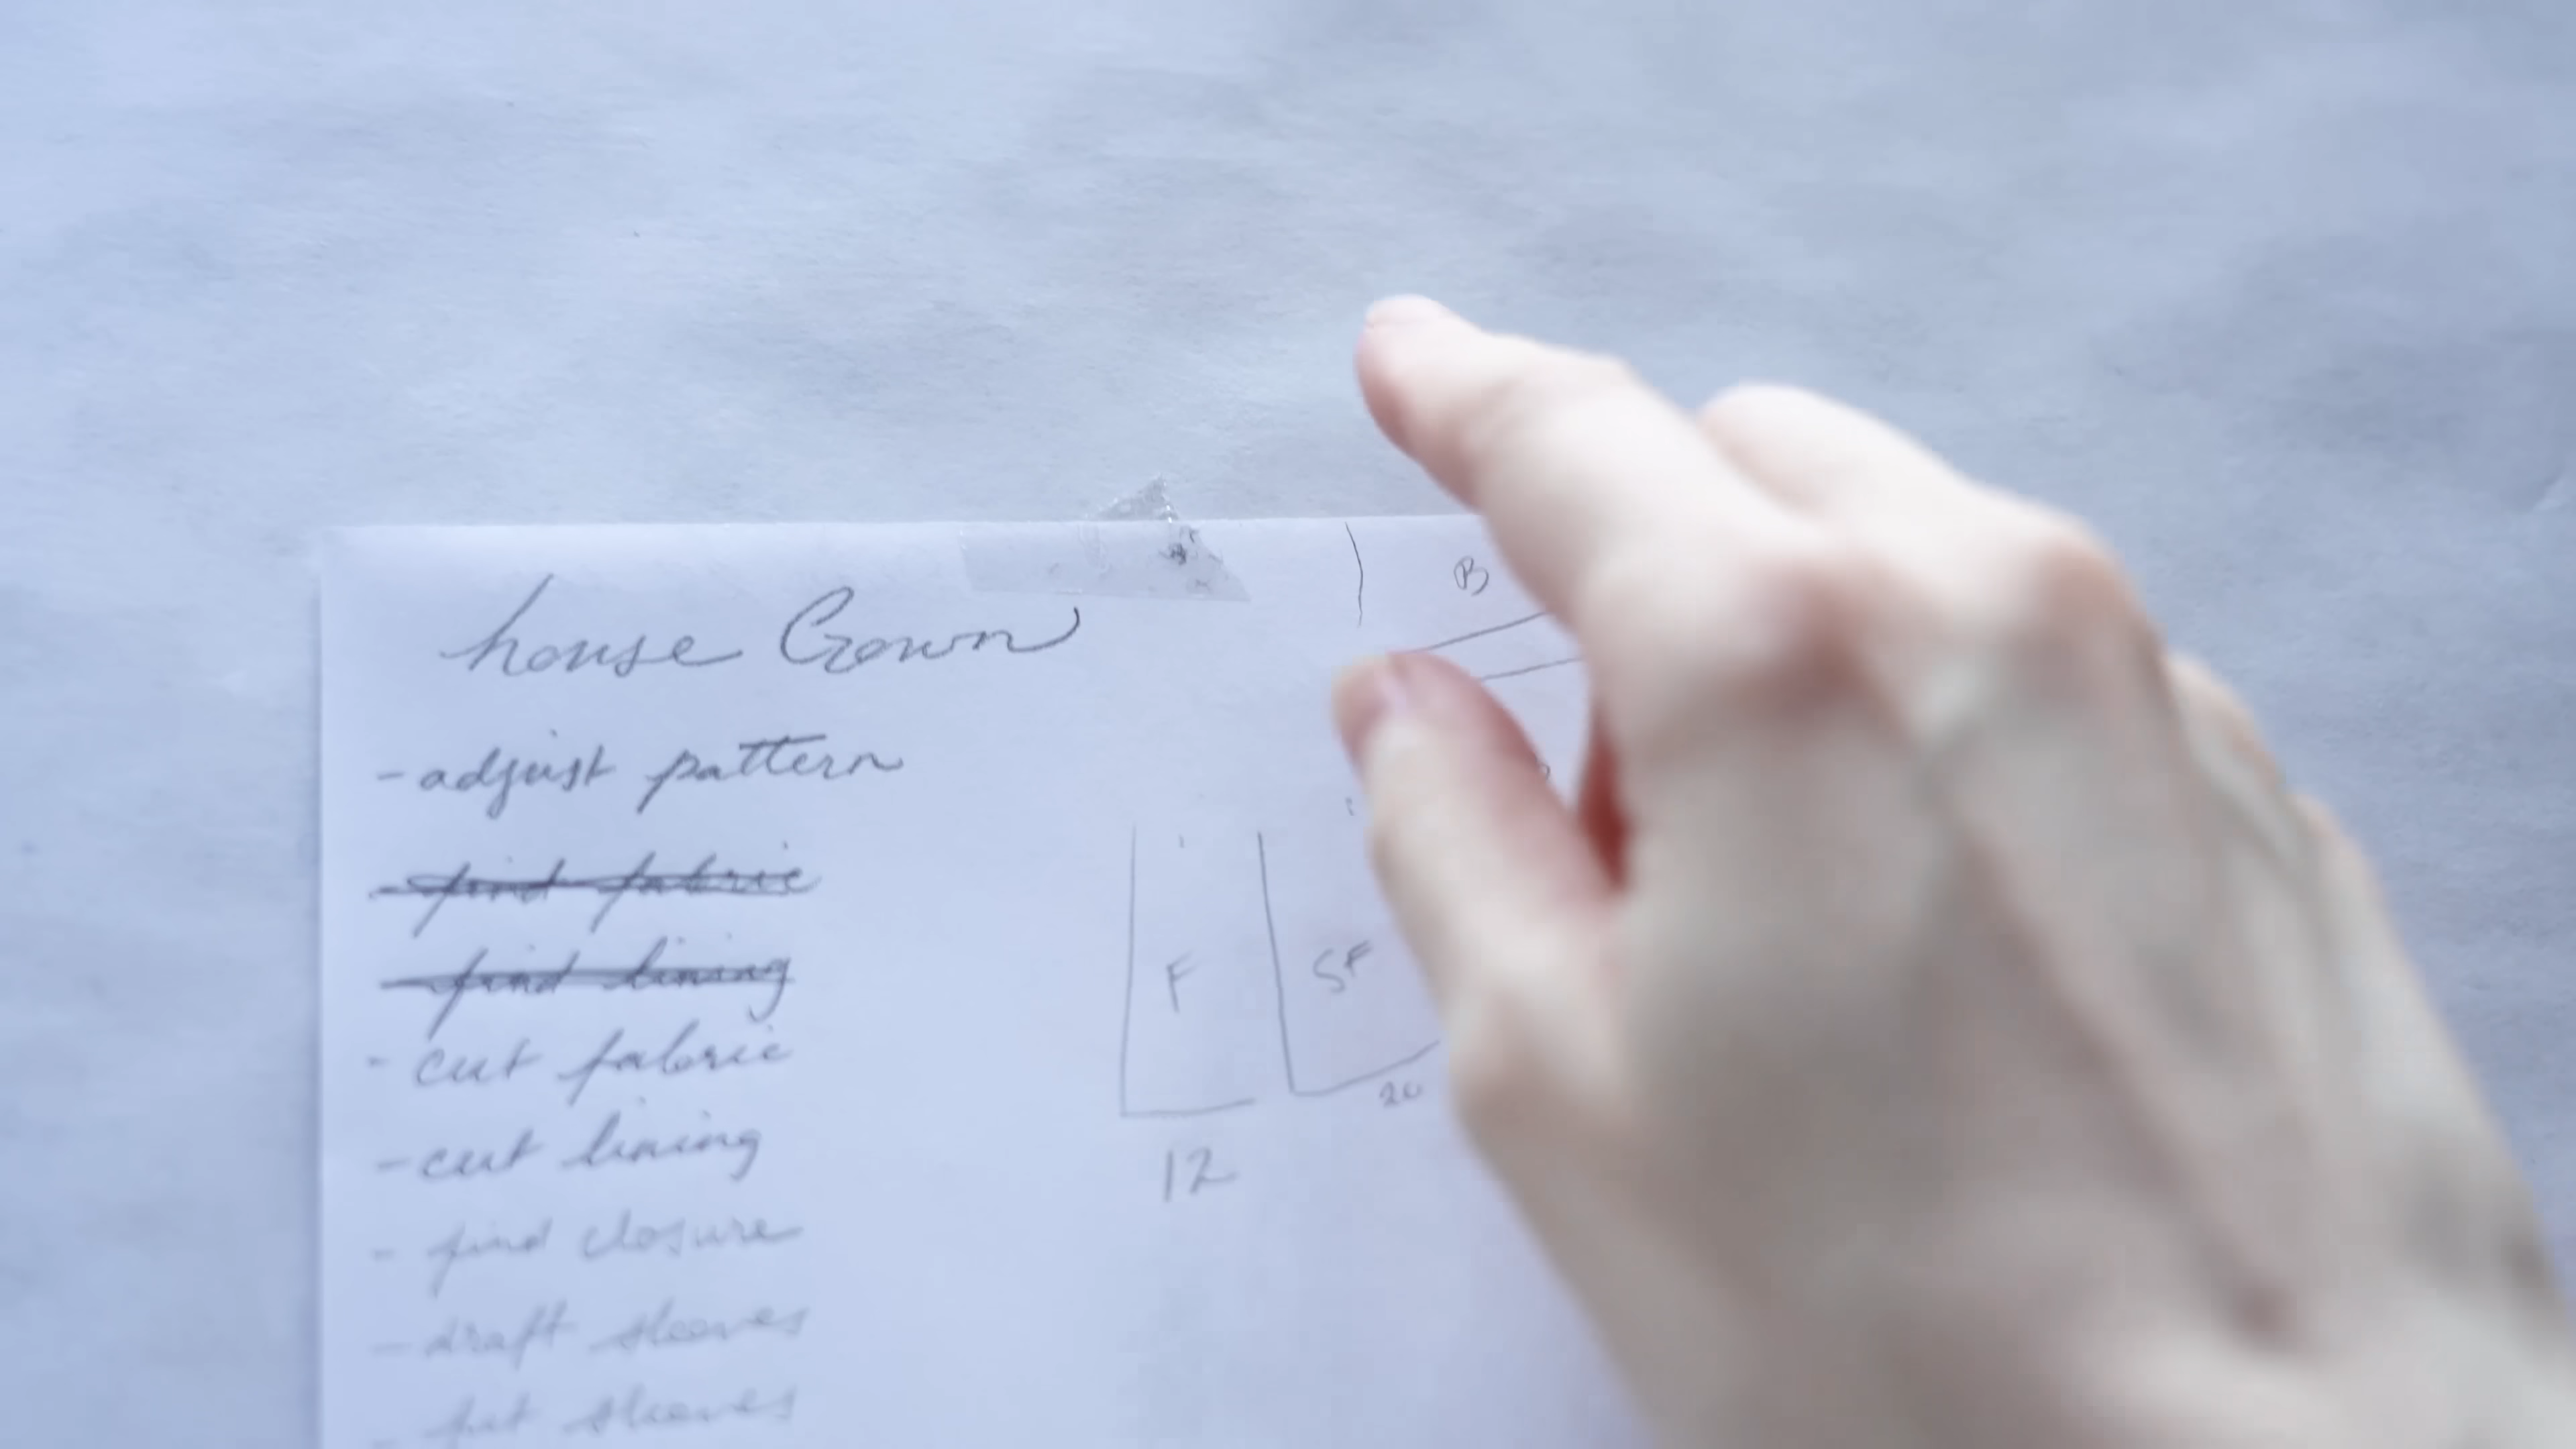 house Gown
- adjust pattern
- find fabric
- find lining
- cut fabric
- cut lining
- find closure
- draft sleeves
sleeves
B
F
SF
20
12